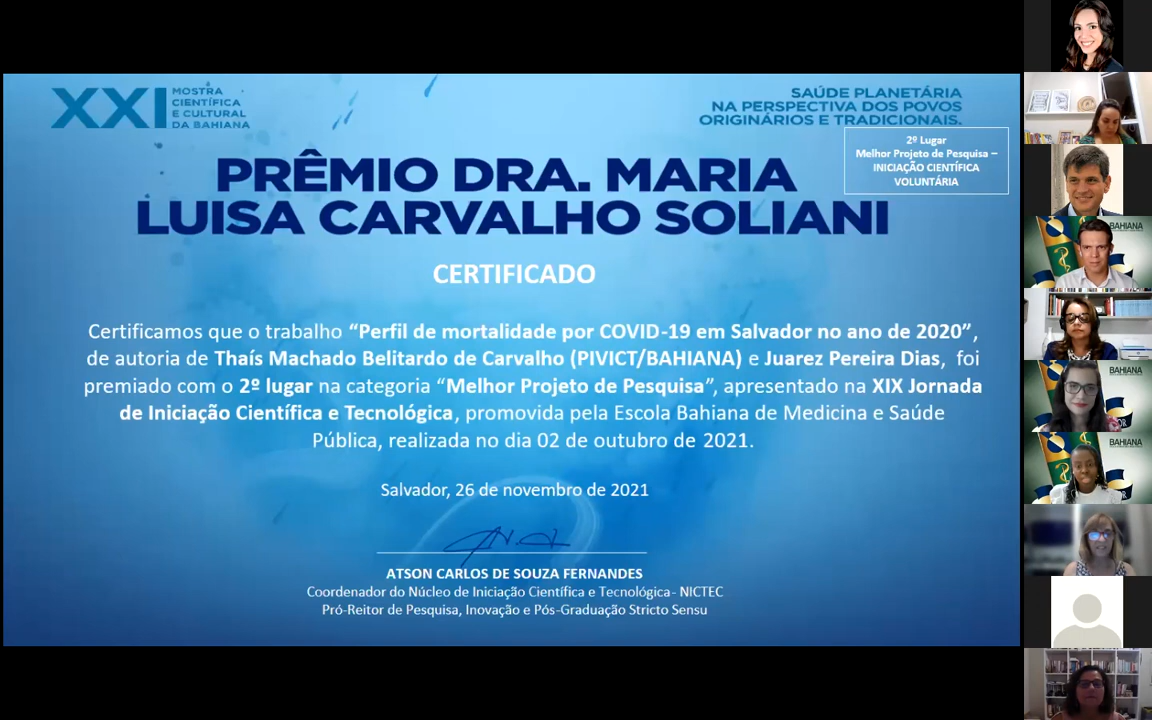 XXI
MOSTRA
CIENTÍFICA
E CULTURAL
DA BAHIANA
SAÚDE PLANETÁRIA
NA PERSPECTIVA DOS POVOS
ORIGINÁRIOS E TRADICIONAIS.
2º Lugar
Melhor Projeto de Pesquisa –
INICIAÇÃO CIENTÍFICA
VOLUNTÁRIA
PRÊMIO DRA. MARIA
LUISA CARVALHO SOLIANI
CERTIFICADO
Certificamos que o trabalho “Perfil de mortalidade por COVID-19 em Salvador no ano de 2020”,
de autoria de Thaís Machado Belitardo de Carvalho (PIVICT/BAHIANA) e Juarez Pereira Dias, foi
premiado com o 2º lugar na categoria “Melhor Projeto de Pesquisa”, apresentado na XIX Jornada
de Iniciação Científica e Tecnológica, promovida pela Escola Bahiana de Medicina e Saúde
Pública, realizada no dia 02 de outubro de 2021.
Salvador, 26 de novembro de 2021
ATSON CARLOS DE SOUZA FERNANDES
Coordenador do Núcleo de Iniciação Científica e Tecnológica - NICTEC
Pró-Reitor de Pesquisa, Inovação e Pós-Graduação Stricto Sensu
BAHIANA
BAHIANA
BAHIANA